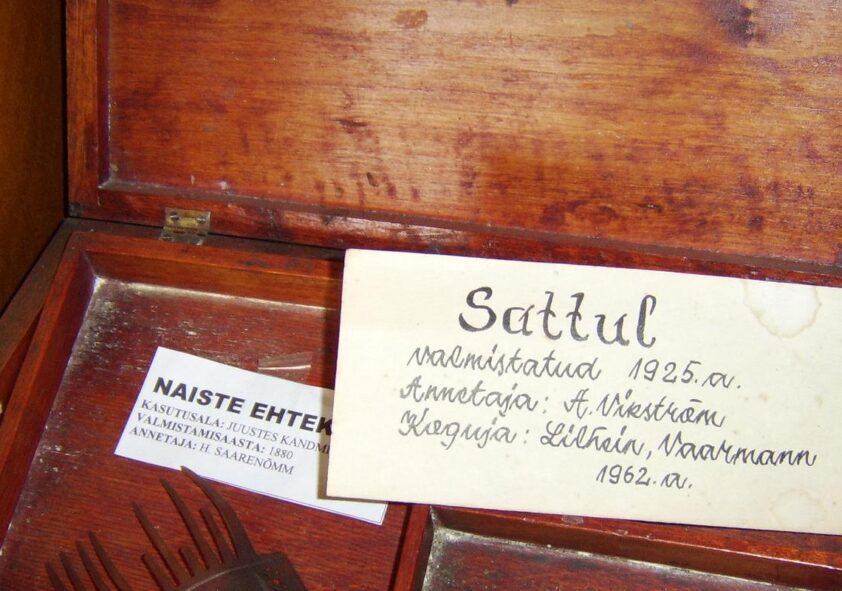 Sattul
valmistatud 1925.a.
Annetaja: A. Vikström
Koguja: Lilhein, Vaarmann
1962.a.
NAISTE EHTEK
KASUTUSALA: JUUSTES KANDMI
VALMISTAMISAASTA: 1880
ANNETAJA: H. SAARENÕMM